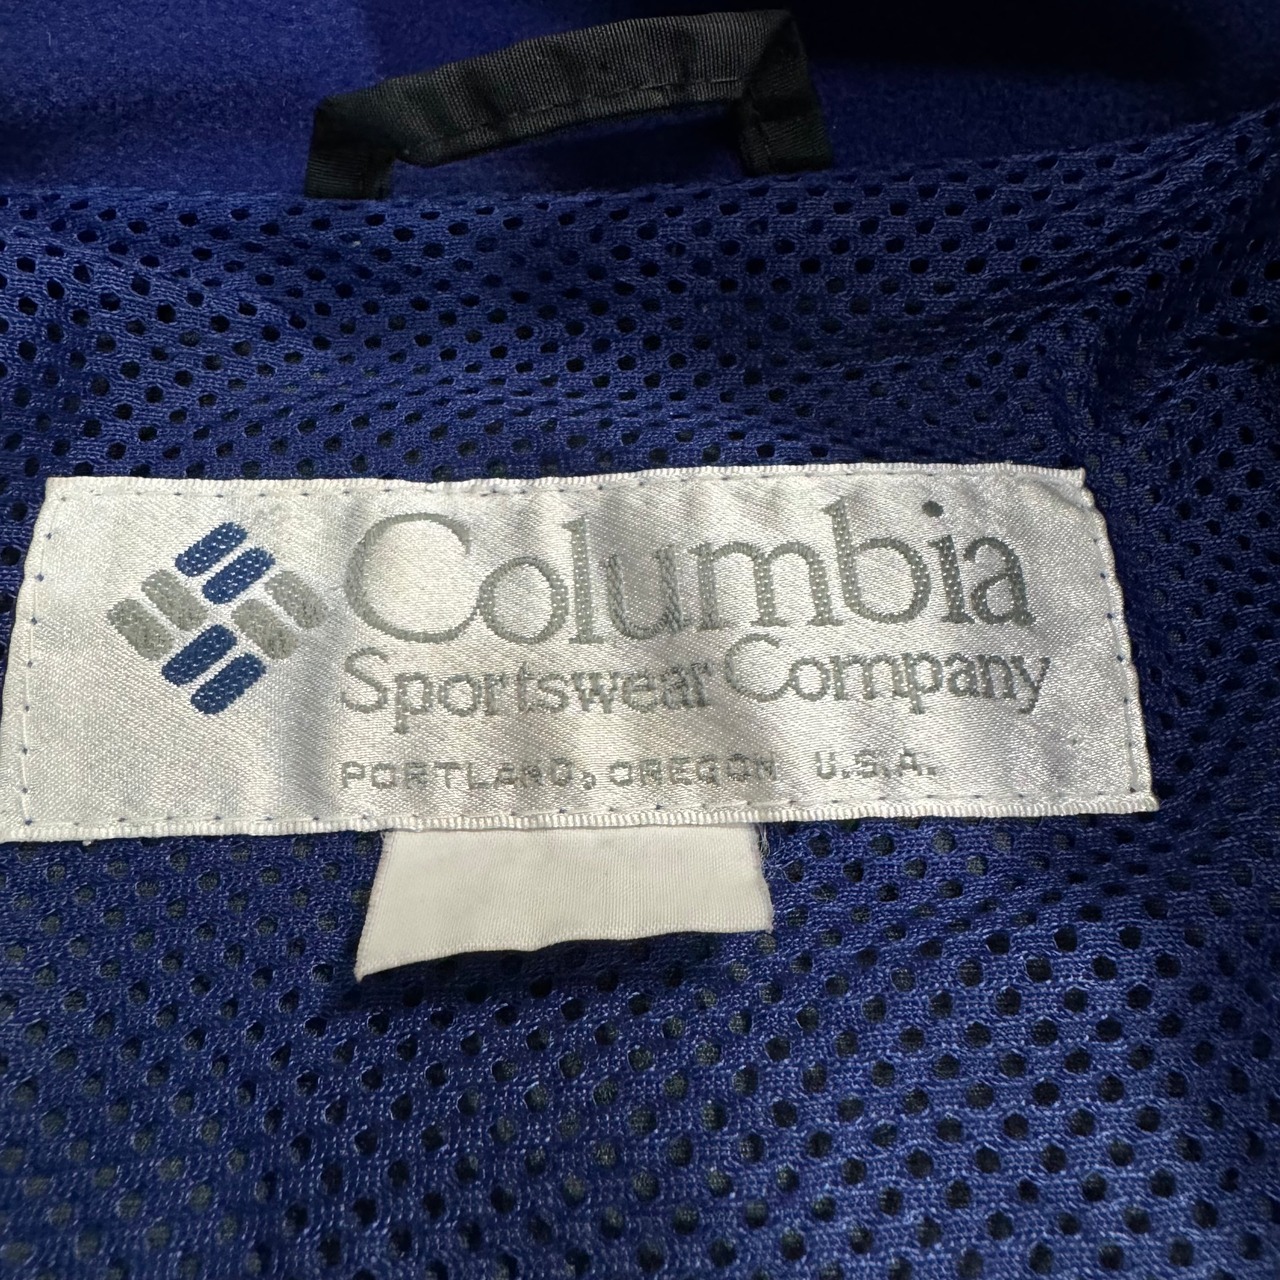 Columbia
Sportswear Company
PORTLAND, OREGON U.S.A.